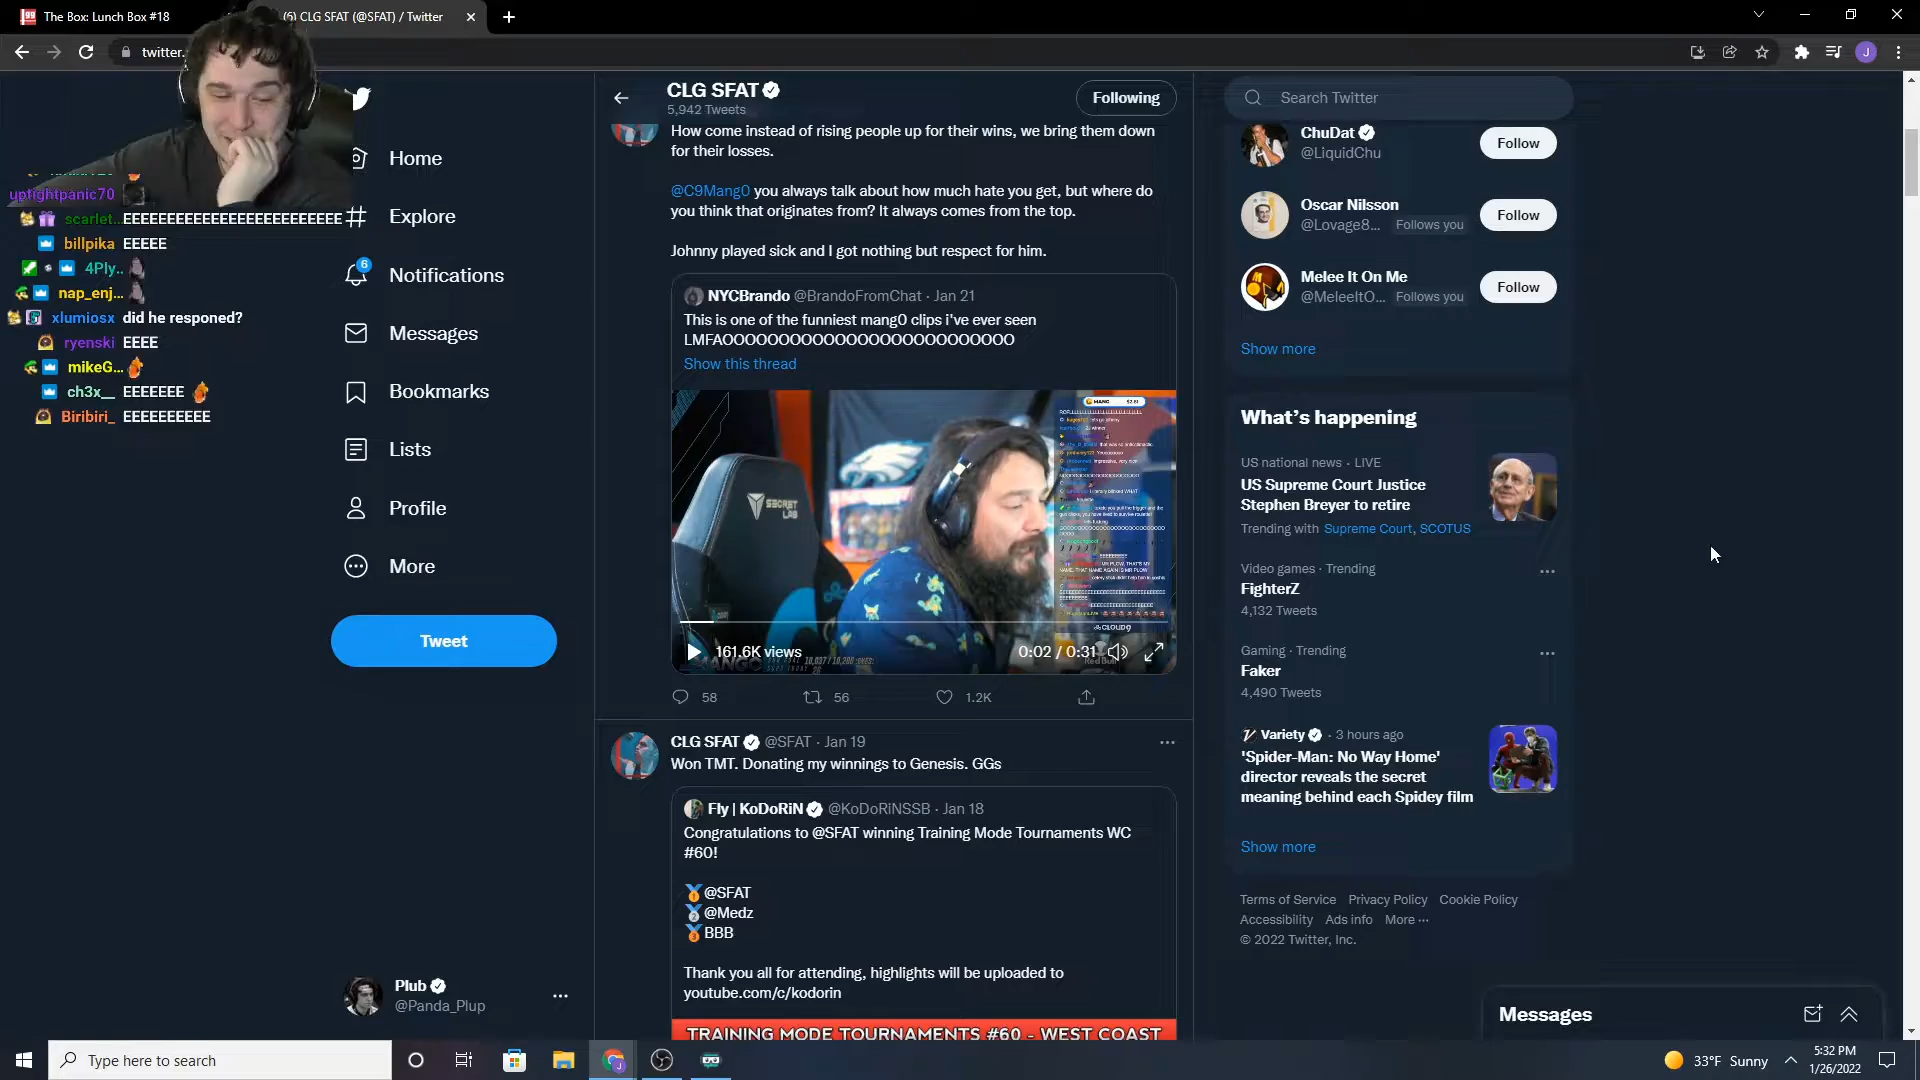 The Box: Lunch Box #18
(6) CLG SFAT (@SFAT) / Twitter
twitter.
J
uptightpanic70
scarlet.. EEEEEEEEEEEEEEEEEEEEEEEEE
billpika EEEEE
4Ply..
nap_enj...
xlumiosx did he responed?
ryenski EEEE
mikeG...
ch3x__ EEEEEEE
Biribiri_ EEEEEEEEEE
Home
Explore
6
Notifications
Messages
Bookmarks
Lists
Profile
More
Tweet
Plub
@Panda_Plup
CLG SFAT
5,942 Tweets
Following
How come instead of rising people up for their wins, we bring them down
for their losses.
@C9Mang0 you always talk about how much hate you get, but where do
you think that originates from? It always comes from the top.
Johnny played sick and I got nothing but respect for him.
NYCBrando @BrandoFromChat · Jan 21
This is one of the funniest mang0 clips i've ever seen
LMFAOOOOOOOOOOOOOOOOOOOOOOOOOO
Show this thread
MANG $2.81
SECRET
LAB
CLOUD9
161.6K views
0:02 / 0:31
58
56
1.2K
CLG SFAT @SFAT · Jan 19
Won TMT. Donating my winnings to Genesis. GGs
Fly | KoDoRiN @KoDoRiNSSB · Jan 18
Congratulations to @SFAT winning Training Mode Tournaments WC
#60!
🥇@SFAT
🥈@Medz
🥉BBB
Thank you all for attending, highlights will be uploaded to
youtube.com/c/kodorin
TRAINING MODE TOURNAMENTS #60 - WEST COAST
Search Twitter
ChuDat
@LiquidChu
Follow
Oscar Nilsson
@Lovage8... Follows you
Follow
Melee It On Me
@MeleeItO... Follows you
Follow
Show more
What's happening
US national news · LIVE
US Supreme Court Justice
Stephen Breyer to retire
Trending with Supreme Court, SCOTUS
Video games · Trending
FighterZ
4,132 Tweets
Gaming · Trending
Faker
4,490 Tweets
Variety · 3 hours ago
'Spider-Man: No Way Home'
director reveals the secret
meaning behind each Spidey film
Show more
Terms of Service Privacy Policy Cookie Policy
Accessibility Ads info More ···
© 2022 Twitter, Inc.
Messages
Type here to search
33°F Sunny
5:32 PM
1/26/2022